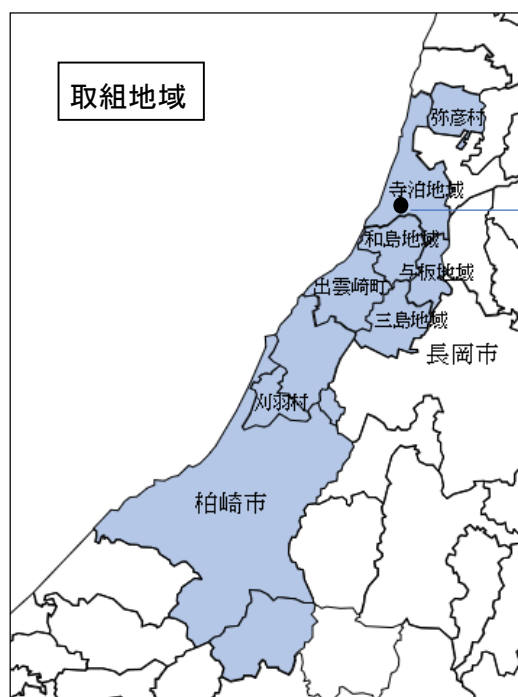 取組地域
弥彦村
寺泊地域
和島地域
与板地域
出雲崎町
三島地域
長岡市
刈羽村
柏崎市